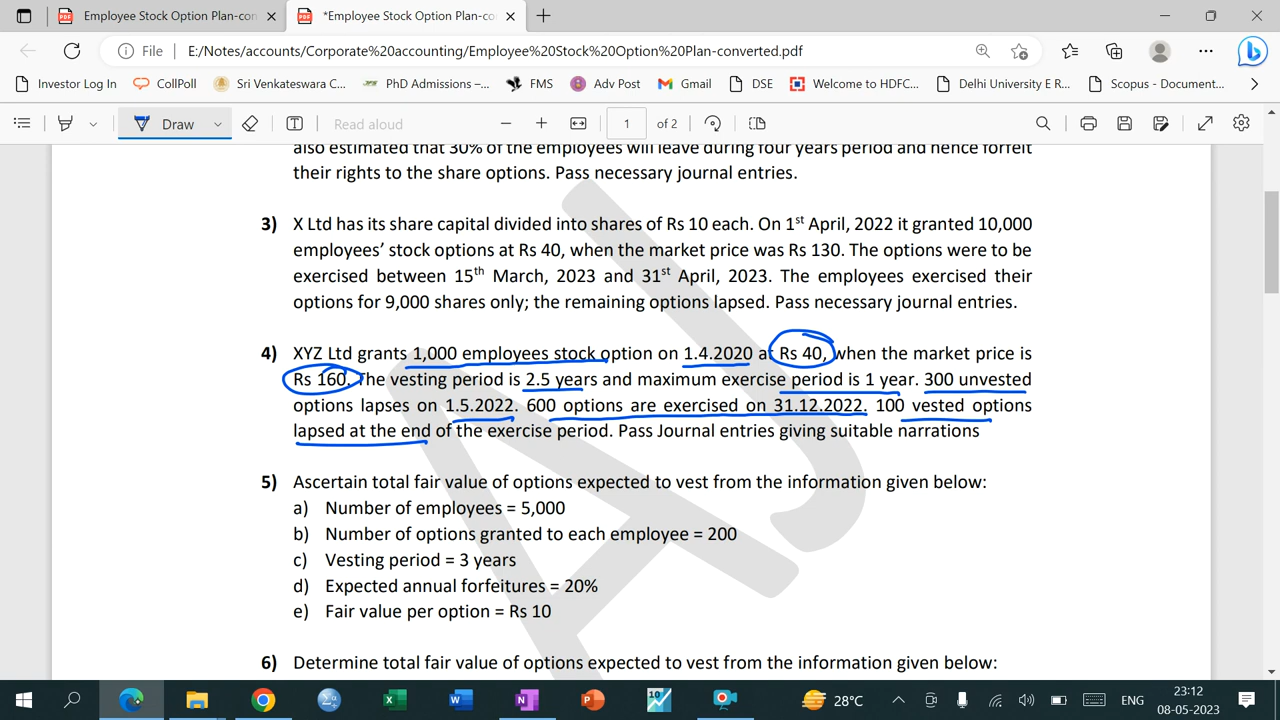 Employee Stock Option Plan-con
*Employee Stock Option Plan-co
File
E:/Notes/accounts/Corporate%20accounting/Employee%20Stock%20Option%20Plan-converted.pdf
Investor Log In
CollPoll
Sri Venkateswara C...
PhD Admissions –...
FMS
Adv Post
Gmail
DSE
Welcome to HDFC...
Delhi University E R...
Scopus - Document...
Draw
Read aloud
1
of 2
also estimated that 30% of the employees will leave during four years period and hence forfeit
their rights to the share options. Pass necessary journal entries.
3) X Ltd has its share capital divided into shares of Rs 10 each. On 1st April, 2022 it granted 10,000
employees’ stock options at Rs 40, when the market price was Rs 130. The options were to be
exercised between 15th March, 2023 and 31st April, 2023. The employees exercised their
options for 9,000 shares only; the remaining options lapsed. Pass necessary journal entries.
4) XYZ Ltd grants 1,000 employees stock option on 1.4.2020 at Rs 40, when the market price is
Rs 160. The vesting period is 2.5 years and maximum exercise period is 1 year. 300 unvested
options lapses on 1.5.2022. 600 options are exercised on 31.12.2022. 100 vested options
lapsed at the end of the exercise period. Pass Journal entries giving suitable narrations
5) Ascertain total fair value of options expected to vest from the information given below:
a) Number of employees = 5,000
b) Number of options granted to each employee = 200
c) Vesting period = 3 years
d) Expected annual forfeitures = 20%
e) Fair value per option = Rs 10
6) Determine total fair value of options expected to vest from the information given below:
AJ
28°C
ENG
23:12
08-05-2023